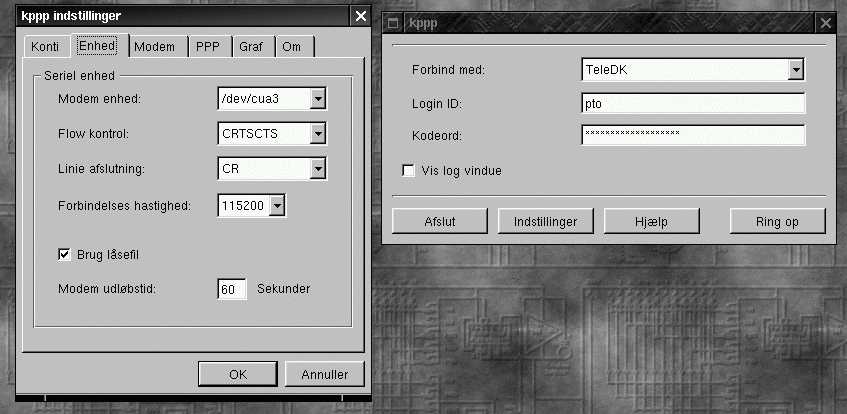 kppp indstillinger
Konti Enhed Modem PPP Graf Om
Seriel enhed
Modem enhed: /dev/cua3
Flow kontrol: CRTSCTS
Linie afslutning: CR
Forbindelses hastighed: 115200
Brug låsefil
Modem udløbstid: 60 Sekunder
OK Annuller
kppp
Forbind med: TeleDK
Login ID: pto
Kodeord: *******************
Vis log vindue
Afslut Indstillinger Hjælp Ring op